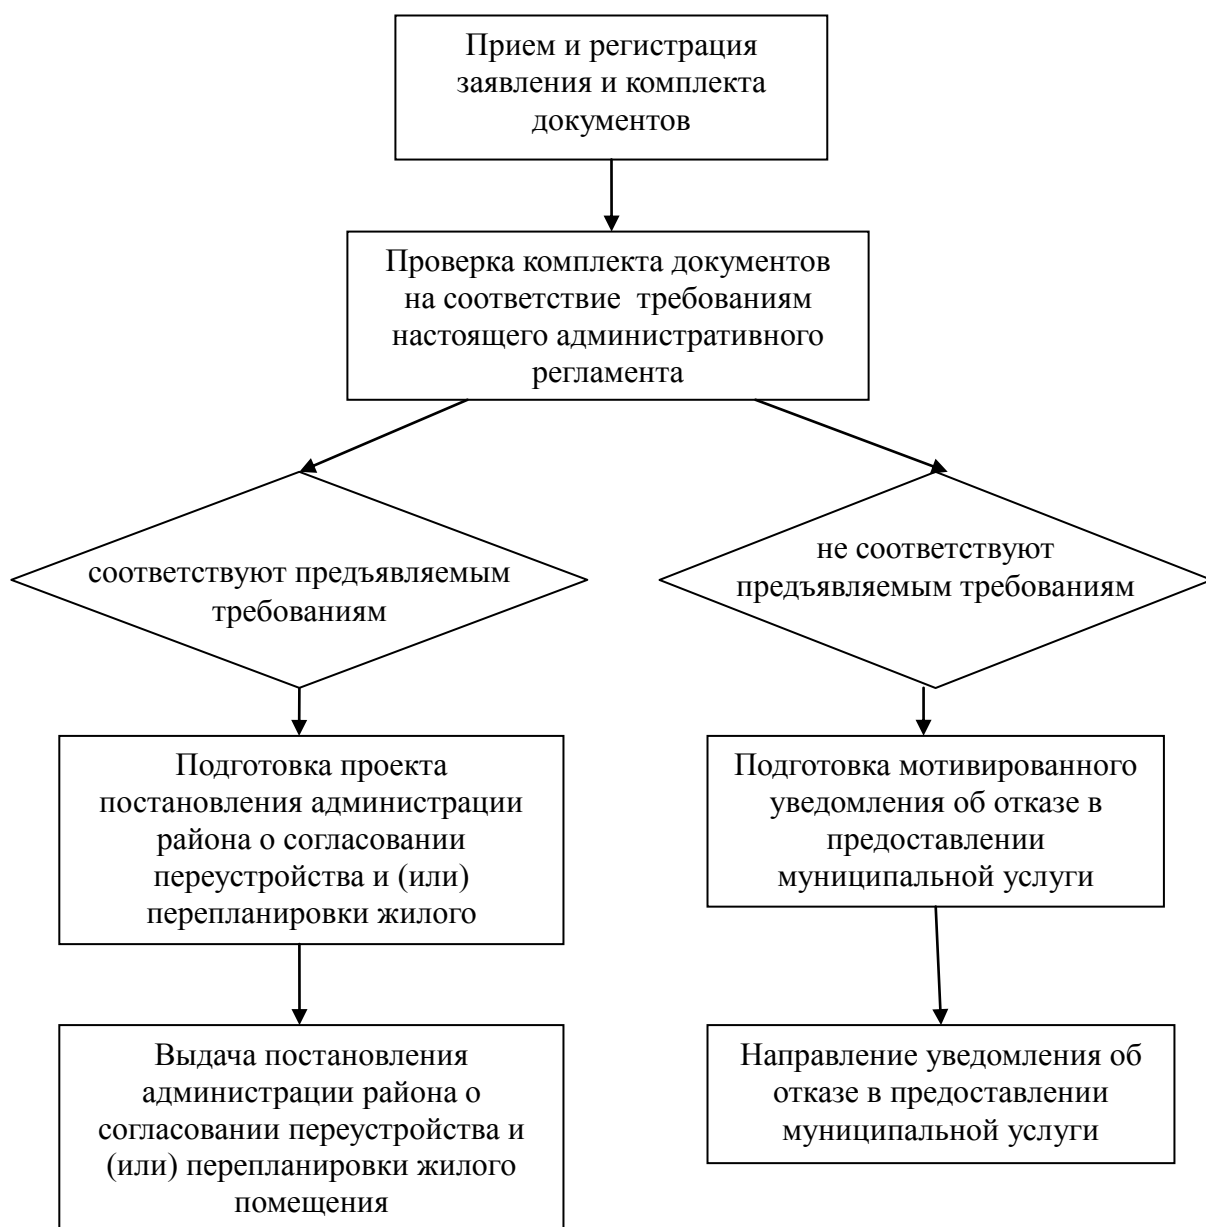 Прием и регистрация
заявления и комплекта
документов
Проверка комплекта документов
на соответствие требованиям
настоящего административного
регламента
соответствуют предъявляемым
требованиям
не соответствуют
предъявляемым требованиям
Подготовка проекта
постановления администрации
района о согласовании
переустройства и (или)
перепланировки жилого
Подготовка мотивированного
уведомления об отказе в
предоставлении
муниципальной услуги
Выдача постановления
администрации района о
согласовании переустройства и
(или) перепланировки жилого
помещения
Направление уведомления об
отказе в предоставлении
муниципальной услуги